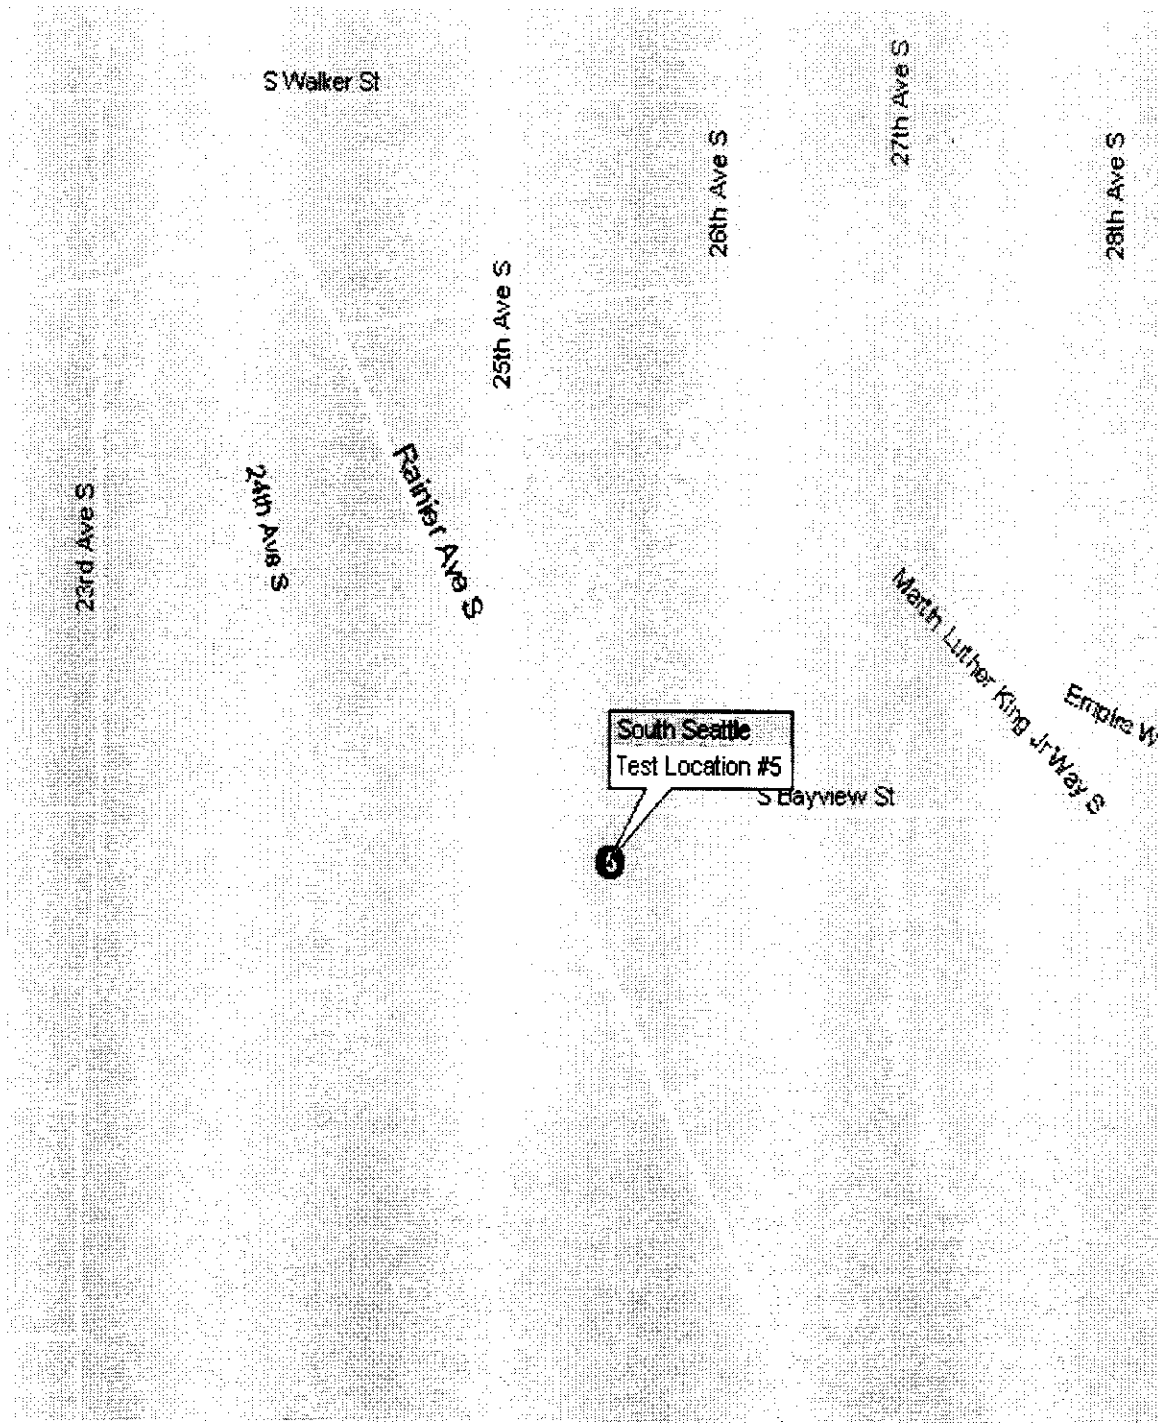 S Walker St
27th Ave S
26th Ave S
28th Ave S
25th Ave S
Rainier Ave S
24th Ave S
23rd Ave S
Martin Luther King Jr Way S
Empire W
South Seattle
Test Location #5
S Bayview St
5